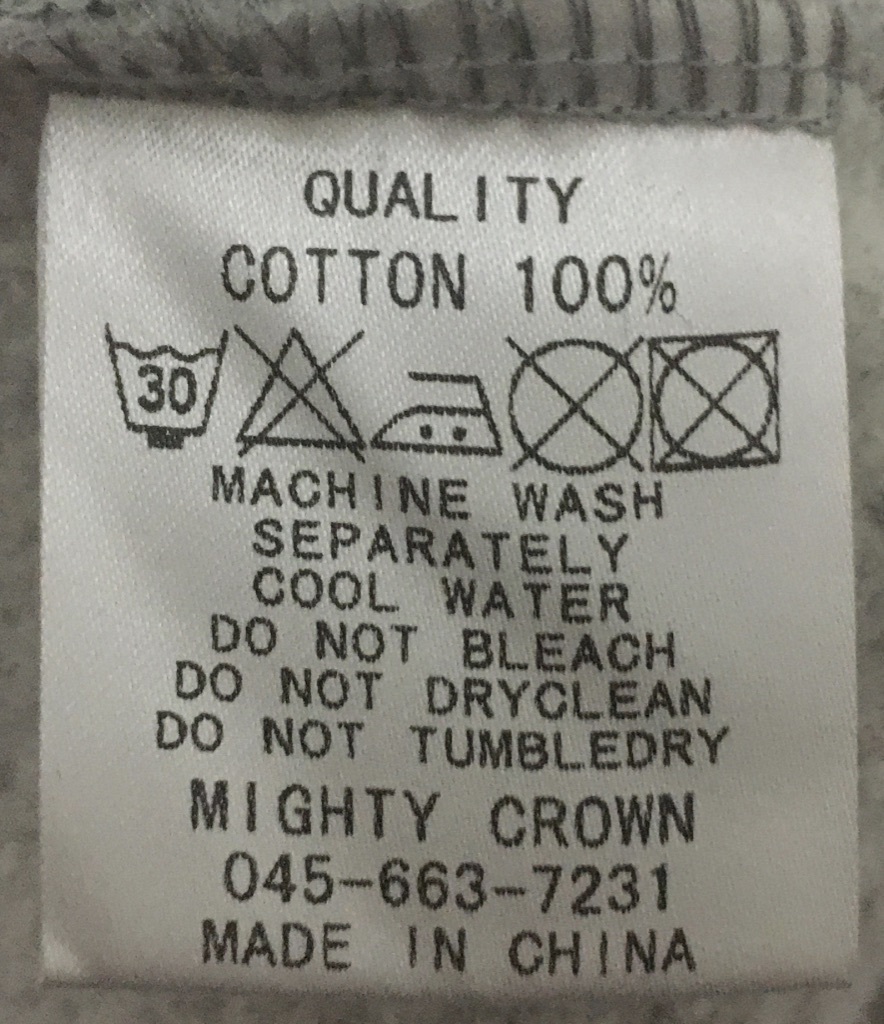 QUALITY
COTTON 100%
30
MACHINE WASH
SEPARATELY
COOL WATER
DO NOT BLEACH
DO NOT DRYCLEAN
DO NOT TUMBLEDRY
MIGHTY CROWN
045-663-7231
MADE IN CHINA